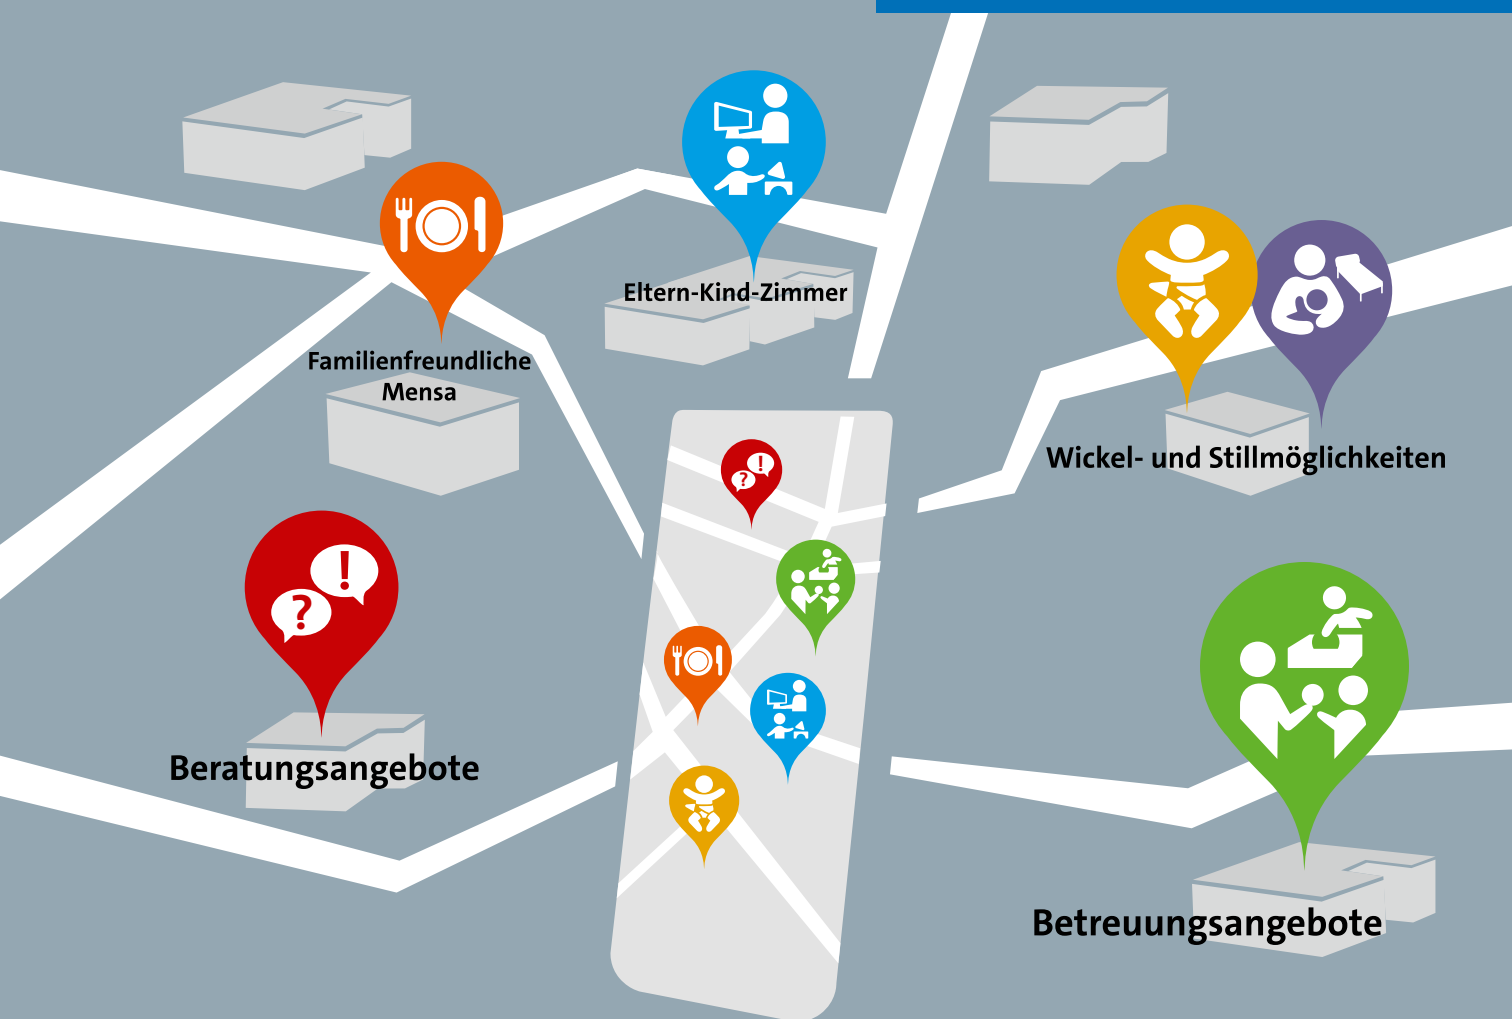 Eltern-Kind-Zimmer
Familienfreundliche
Mensa
Wickel- und Stillmöglichkeiten
!
?
!
?
Beratungsangebote
Betreuungsangebote